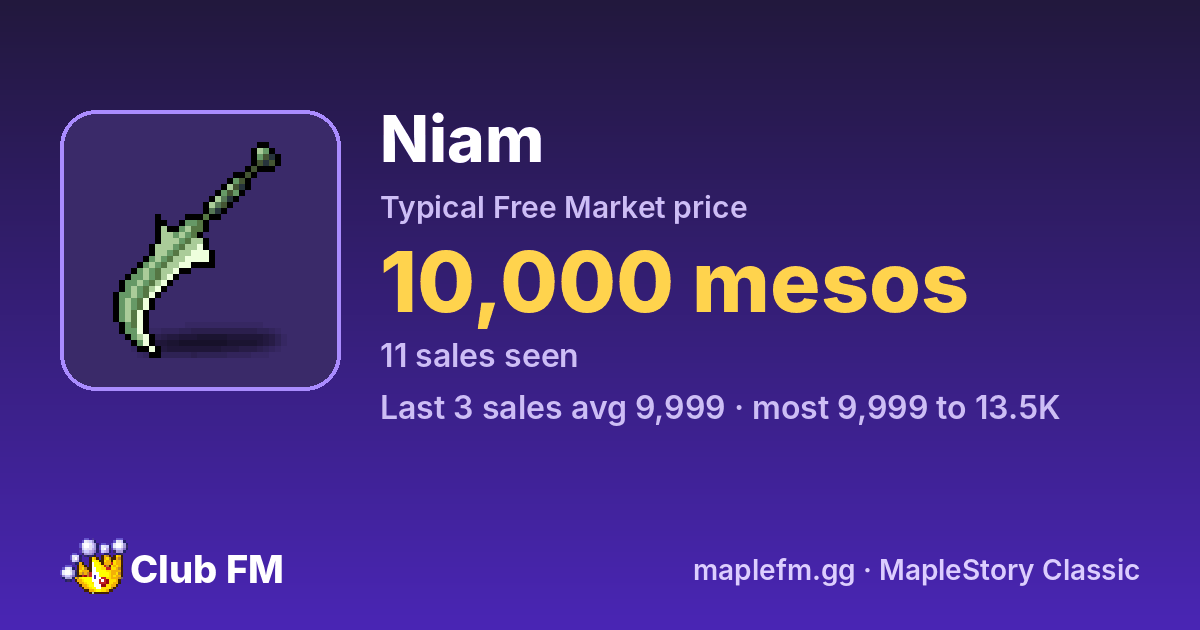 Niam
Typical Free Market price
10,000 mesos
11 sales seen
Last 3 sales avg 9,999 · most 9,999 to 13.5K
Club FM
maplefm.gg · MapleStory Classic